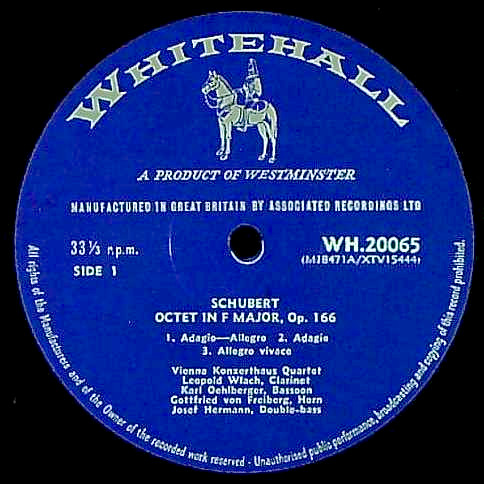 WHITEHALL
A PRODUCT OF WESTMINSTER
MANUFACTURED IN GREAT BRITAIN BY ASSOCIATED RECORDINGS LTD
33⅓ r.p.m.
SIDE 1
WH.20065
(MIB471A/XTV15444)
SCHUBERT
OCTET IN F MAJOR, Op. 166
1. Adagio—Allegro 2. Adagio
3. Allegro vivace
Vienna Konzerthaus Quartet
Leopold Wlach, Clarinet
Karl Oehlberger, Bassoon
Gottfried von Freiberg, Horn
Josef Hermann, Double-bass
All rights of the Manufacturers and of the Owner of the recorded work reserved - Unauthorised public performance, broadcasting and copying of this record prohibited.